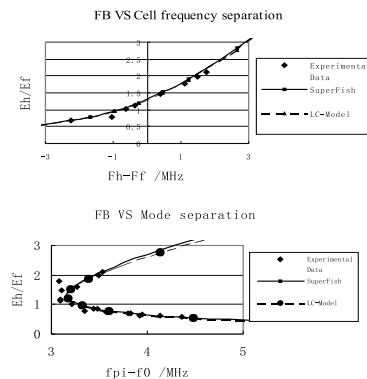 FB VS Cell frequency separation
3
2.5
2
1.5
1
0.5
0
-3 -1 1 3
Eh/Ef
Fh-Ff /MHz
Experimental
Data
SuperFish
LC-Model
FB VS Mode separation
3
2
1
0
3 4 5
Eh/Ef
fpi-f0 /MHz
Experimental
Data
SuperFish
LC-Model